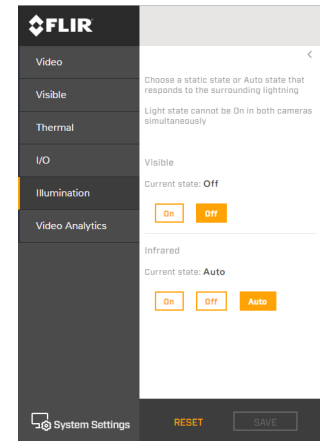 FLIR
Video
Visible
Thermal
I/O
Illumination
Video Analytics
System Settings
Choose a static state or Auto state that
responds to the surrounding lightning
Light state cannot be On in both cameras
simultaneously
Visible
Current state: Off
On Off
Infrared
Current state: Auto
On Off Auto
RESET SAVE